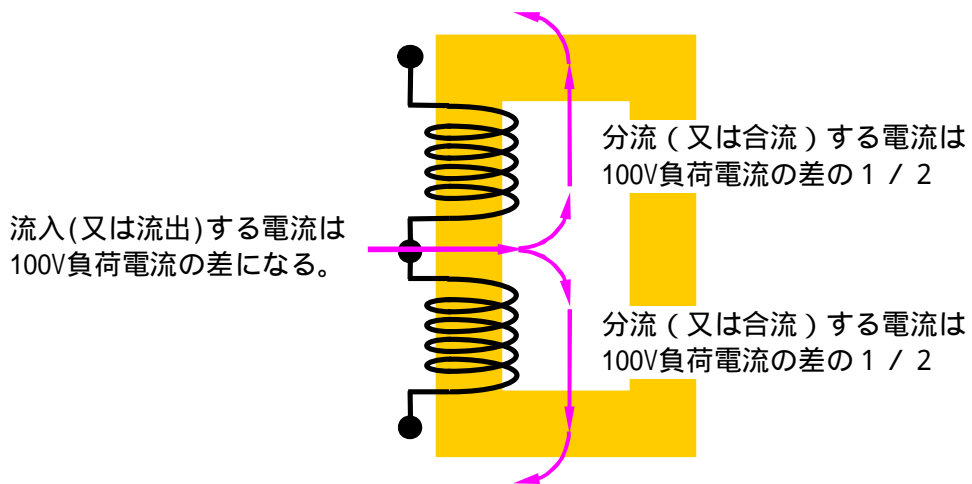 分流（又は合流）する電流は
100V負荷電流の差の１／２
流入(又は流出)する電流は
100V負荷電流の差になる。
分流（又は合流）する電流は
100V負荷電流の差の１／２